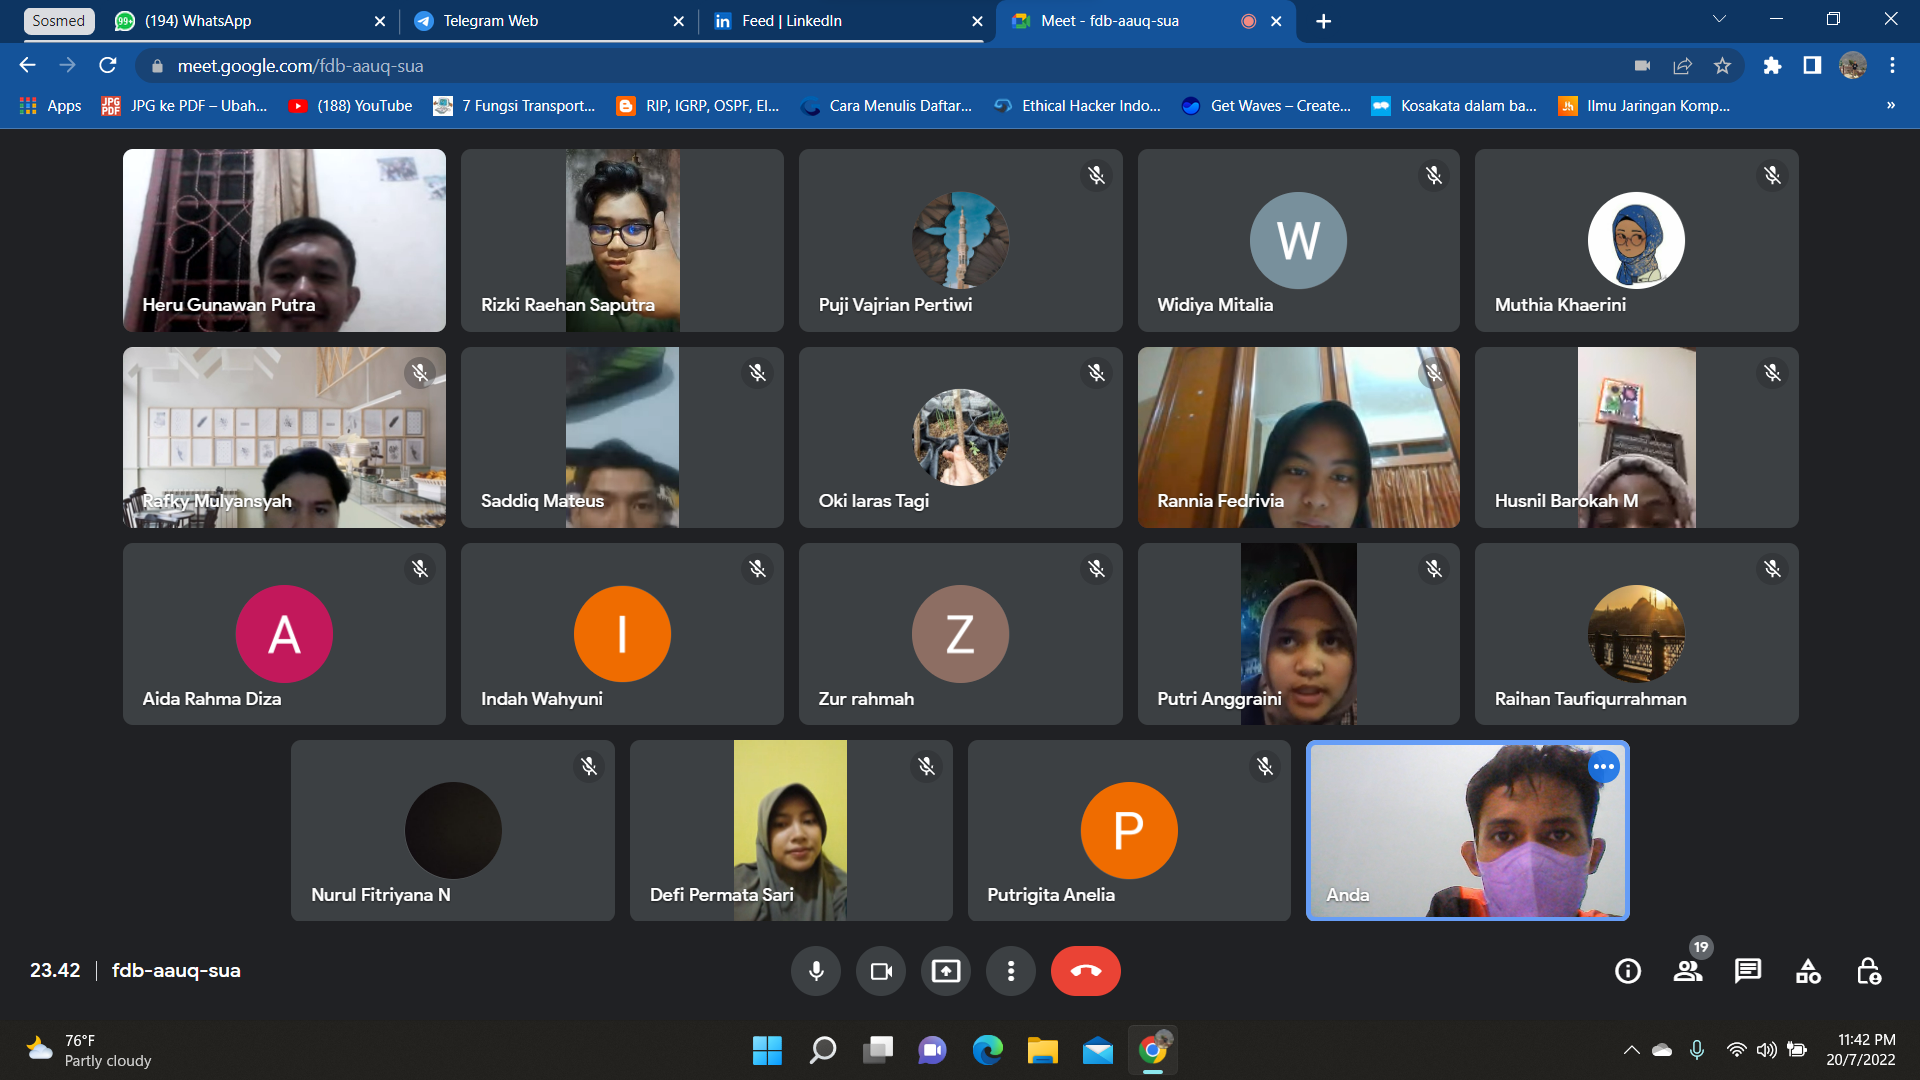 Sosmed
99+
(194) WhatsApp
Telegram Web
in
Feed | LinkedIn
Meet - fdb-aauq-sua
meet.google.com/fdb-aauq-sua
Apps
JPG PDF
JPG ke PDF – Ubah...
(188) YouTube
7 Fungsi Transport...
RIP, IGRP, OSPF, EI...
Cara Menulis Daftar...
Ethical Hacker Indo...
Get Waves – Create...
Kosakata dalam ba...
Ilmu Jaringan Komp...
»
Heru Gunawan Putra
Rizki Raehan Saputra
Puji Vajrian Pertiwi
W
Widiya Mitalia
Muthia Khaerini
Rafky Mulyansyah
Saddiq Mateus
Oki laras Tagi
Rannia Fedrivia
Husnil Barokah M
A
Aida Rahma Diza
I
Indah Wahyuni
Z
Zur rahmah
Putri Anggraini
Raihan Taufiqurrahman
Nurul Fitriyana N
Defi Permata Sari
P
Putrigita Anelia
Anda
23.42 | fdb-aauq-sua
19
76°F
Partly cloudy
11:42 PM
20/7/2022